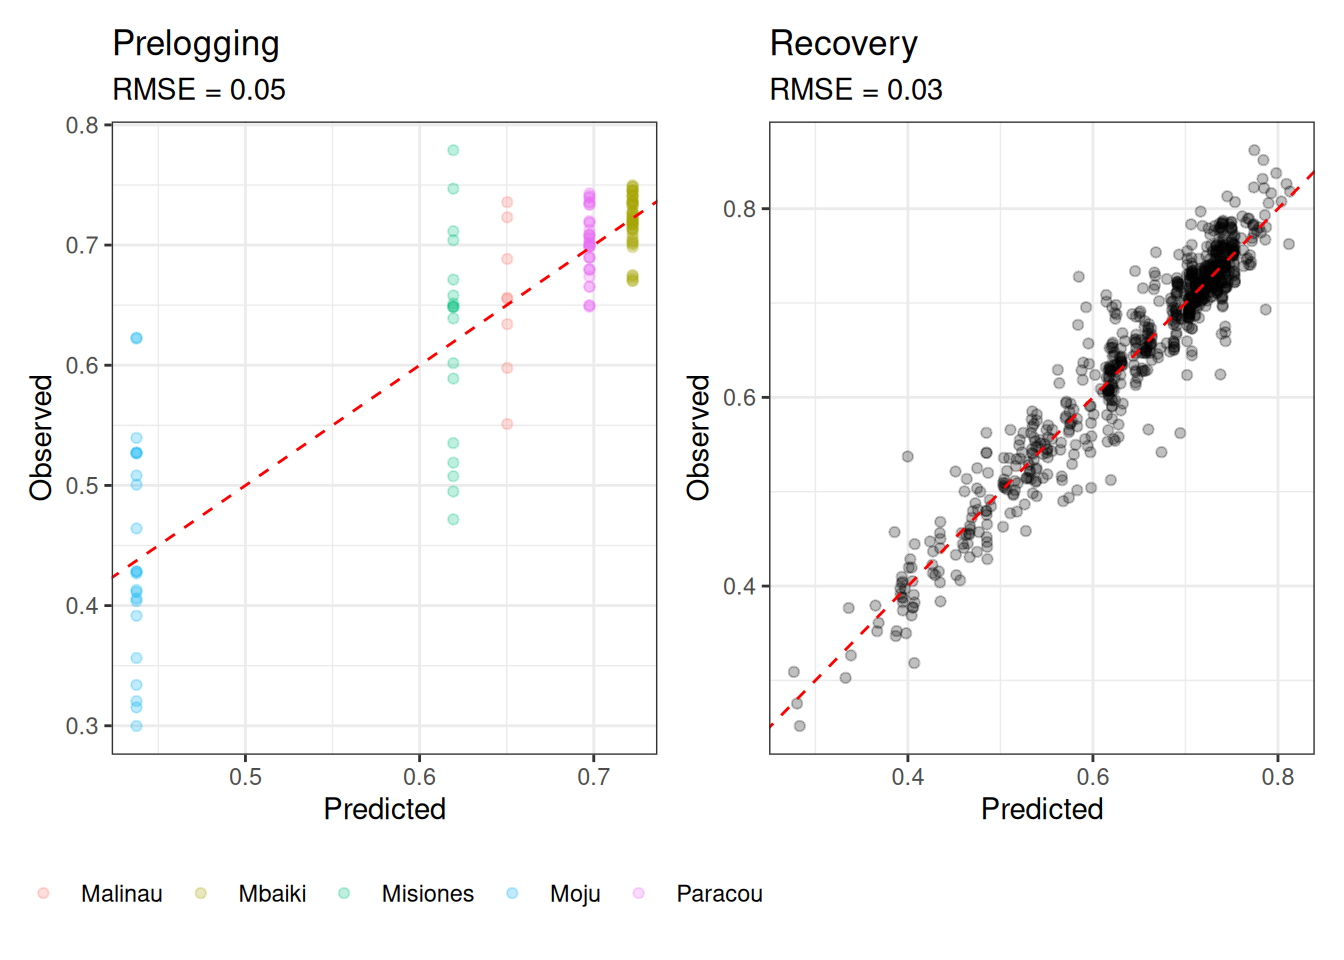 Prelogging
RMSE = 0.05
0.8
0.7
0.6
0.5
0.4
0.3
Observed
0.5 0.6 0.7
Predicted
Recovery
RMSE = 0.03
0.8
0.6
0.4
Observed
0.4 0.6 0.8
Predicted
Malinau Mbaiki Misiones Moju Paracou